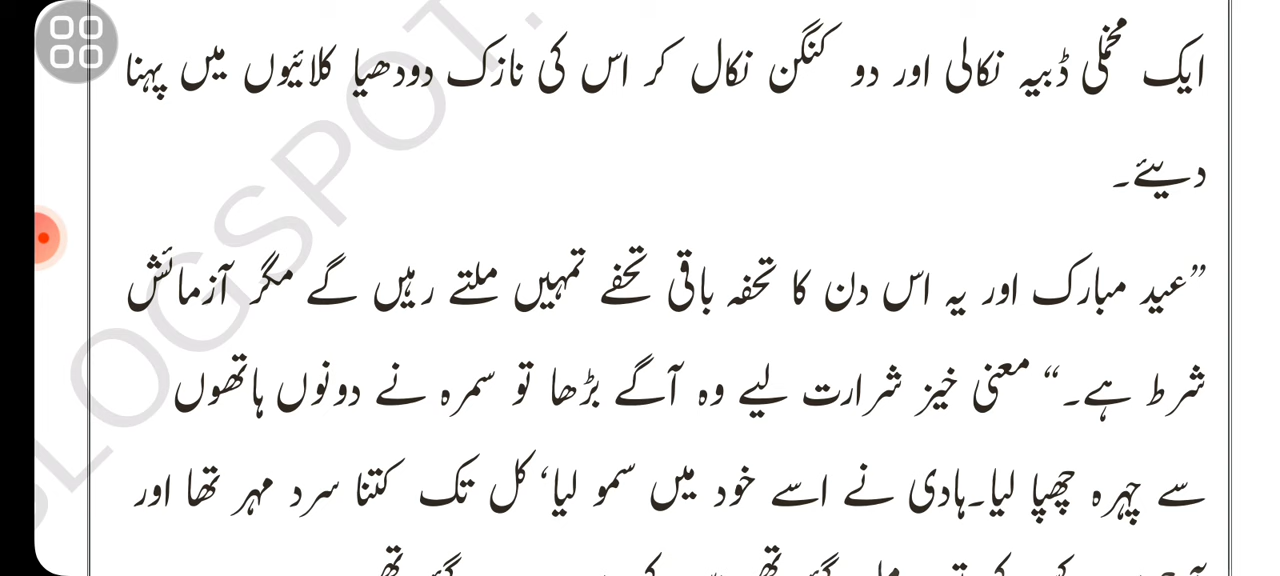 ایک مخملی ڈبیہ نکالی اور دو کنگن نکال کر اس کی نازک دودھیا کلائیوں میں پہنا
دیئے۔
”عید مبارک اور یہ اس دن کا تحفہ باقی تحفے تمہیں ملتے رہیں گے مگر آزمائش
شرط ہے۔“ معنی خیز شرارت لیے وہ آگے بڑھا تو سمرہ نے دونوں ہاتھوں
سے چہرہ چھپا لیا۔ہادی نے اسے خود میں سمو لیا‘ کل تک کتنا سرد مہر تھا اور
LOGSPOT.